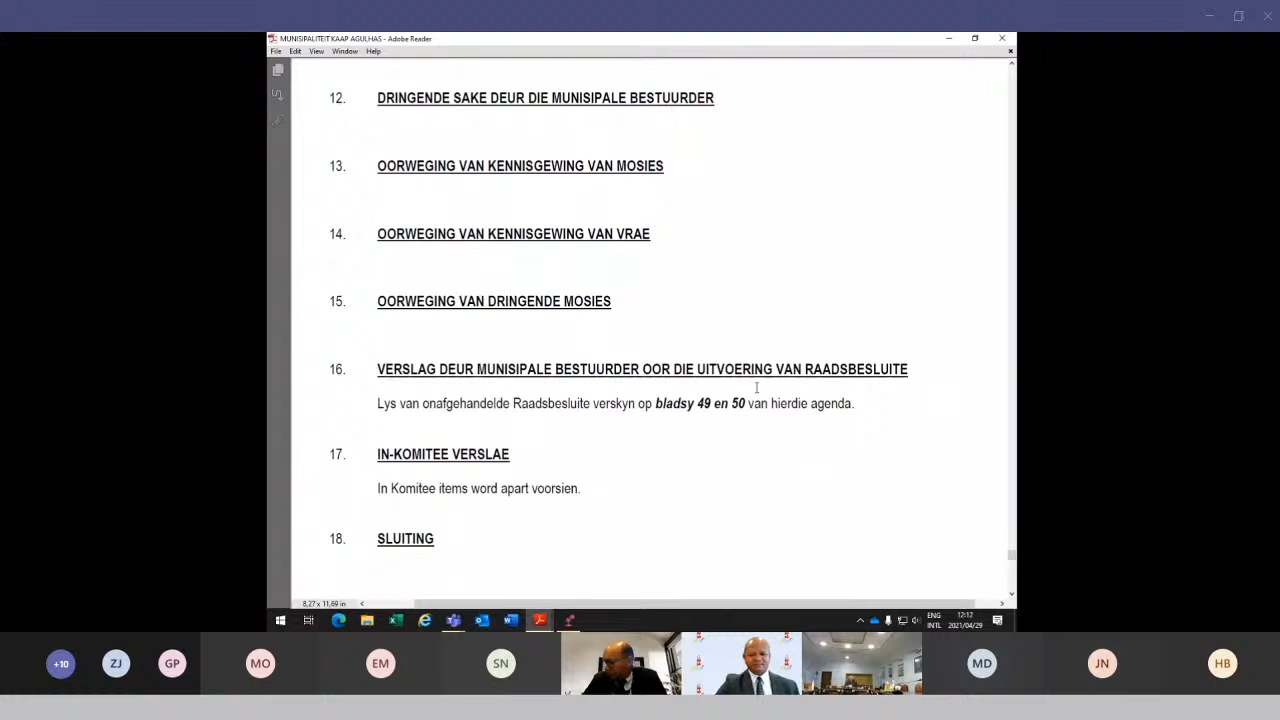 MUNISIPALITEIT KAAP AGULHAS - Adobe Reader
File Edit View Window Help
12. DRINGENDE SAKE DEUR DIE MUNISIPALE BESTUURDER
13. OORWEGING VAN KENNISGEWING VAN MOSIES
14. OORWEGING VAN KENNISGEWING VAN VRAE
15. OORWEGING VAN DRINGENDE MOSIES
16. VERSLAG DEUR MUNISIPALE BESTUURDER OOR DIE UITVOERING VAN RAADSBESLUITE
Lys van onafgehandelde Raadsbesluite verskyn op bladsy 49 en 50 van hierdie agenda.
17. IN-KOMITEE VERSLAE
In Komitee items word apart voorsien.
18. SLUITING
8,27 x 11,69 in
ENG 12:12
INTL 2021/04/29
+10 ZJ GP MO EM SN MD JN HB